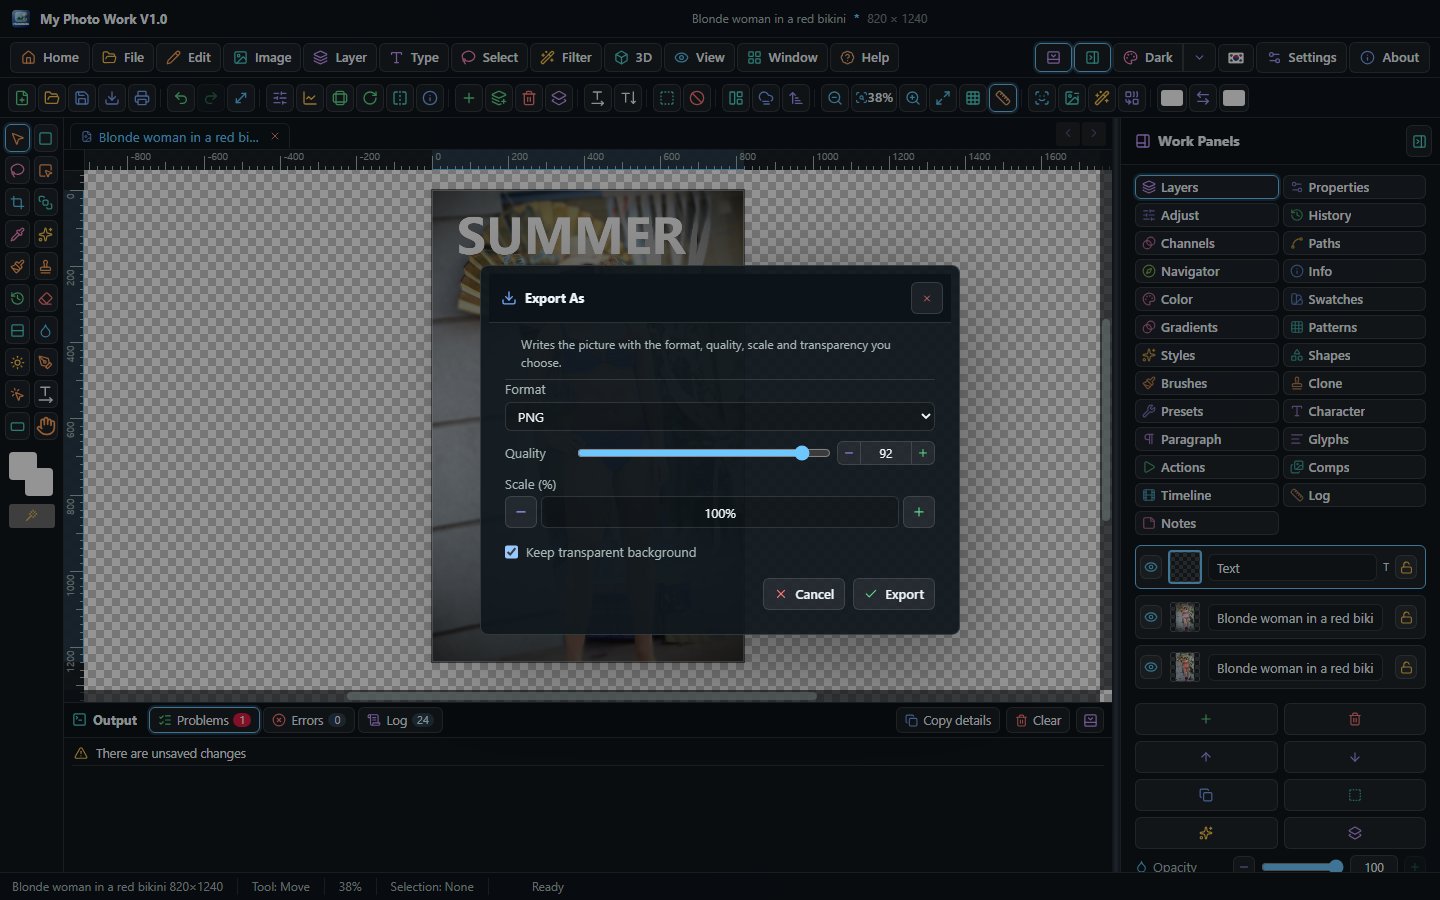 My Photo Work V1.0
Blonde woman in a red bikini * 820 × 1240
Home File Edit Image Layer Type Select Filter 3D View Window Help Dark Settings About
38%
Blonde woman in a red bi... ×
-800 -600 -400 -200 0 200 400 600 800 1000 1200 1400 1600
0
200
400
600
800
1000
1200
SUMMER
Export As
Writes the picture with the format, quality, scale and transparency you
choose.
Format
PNG
Quality 92
Scale (%)
100%
Keep transparent background
Cancel Export
Work Panels
Layers Properties
Adjust History
Channels Paths
Navigator Info
Color Swatches
Gradients Patterns
Styles Shapes
Brushes Clone
Presets Character
Paragraph Glyphs
Actions Comps
Timeline Log
Notes
Text T
Blonde woman in a red biki
Blonde woman in a red biki
Opacity 100
Output Problems 1 Errors 0 Log 24 Copy details Clear
There are unsaved changes
Blonde woman in a red bikini 820×1240 Tool: Move 38% Selection: None Ready